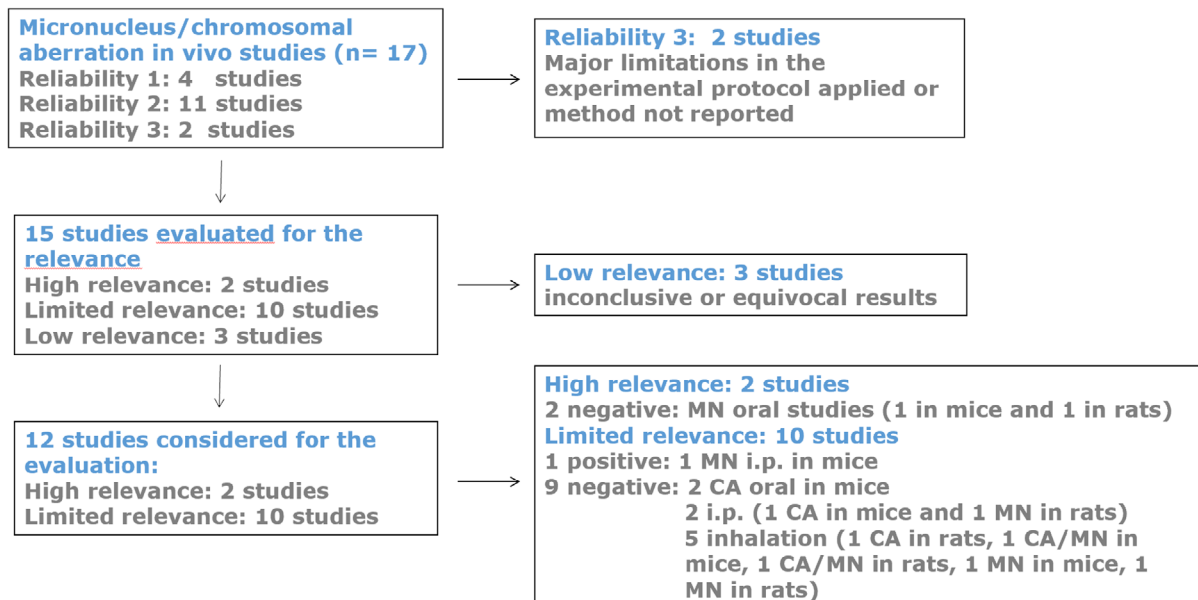 Micronucleus/chromosomal
aberration in vivo studies (n= 17)
Reliability 1: 4 studies
Reliability 2: 11 studies
Reliability 3: 2 studies
Reliability 3: 2 studies
Major limitations in the
experimental protocol applied or
method not reported
15 studies evaluated for the
relevance
High relevance: 2 studies
Limited relevance: 10 studies
Low relevance: 3 studies
Low relevance: 3 studies
inconclusive or equivocal results
12 studies considered for the
evaluation:
High relevance: 2 studies
Limited relevance: 10 studies
High relevance: 2 studies
2 negative: MN oral studies (1 in mice and 1 in rats)
Limited relevance: 10 studies
1 positive: 1 MN i.p. in mice
9 negative: 2 CA oral in mice
2 i.p. (1 CA in mice and 1 MN in rats)
5 inhalation (1 CA in rats, 1 CA/MN in
mice, 1 CA/MN in rats, 1 MN in mice, 1
MN in rats)